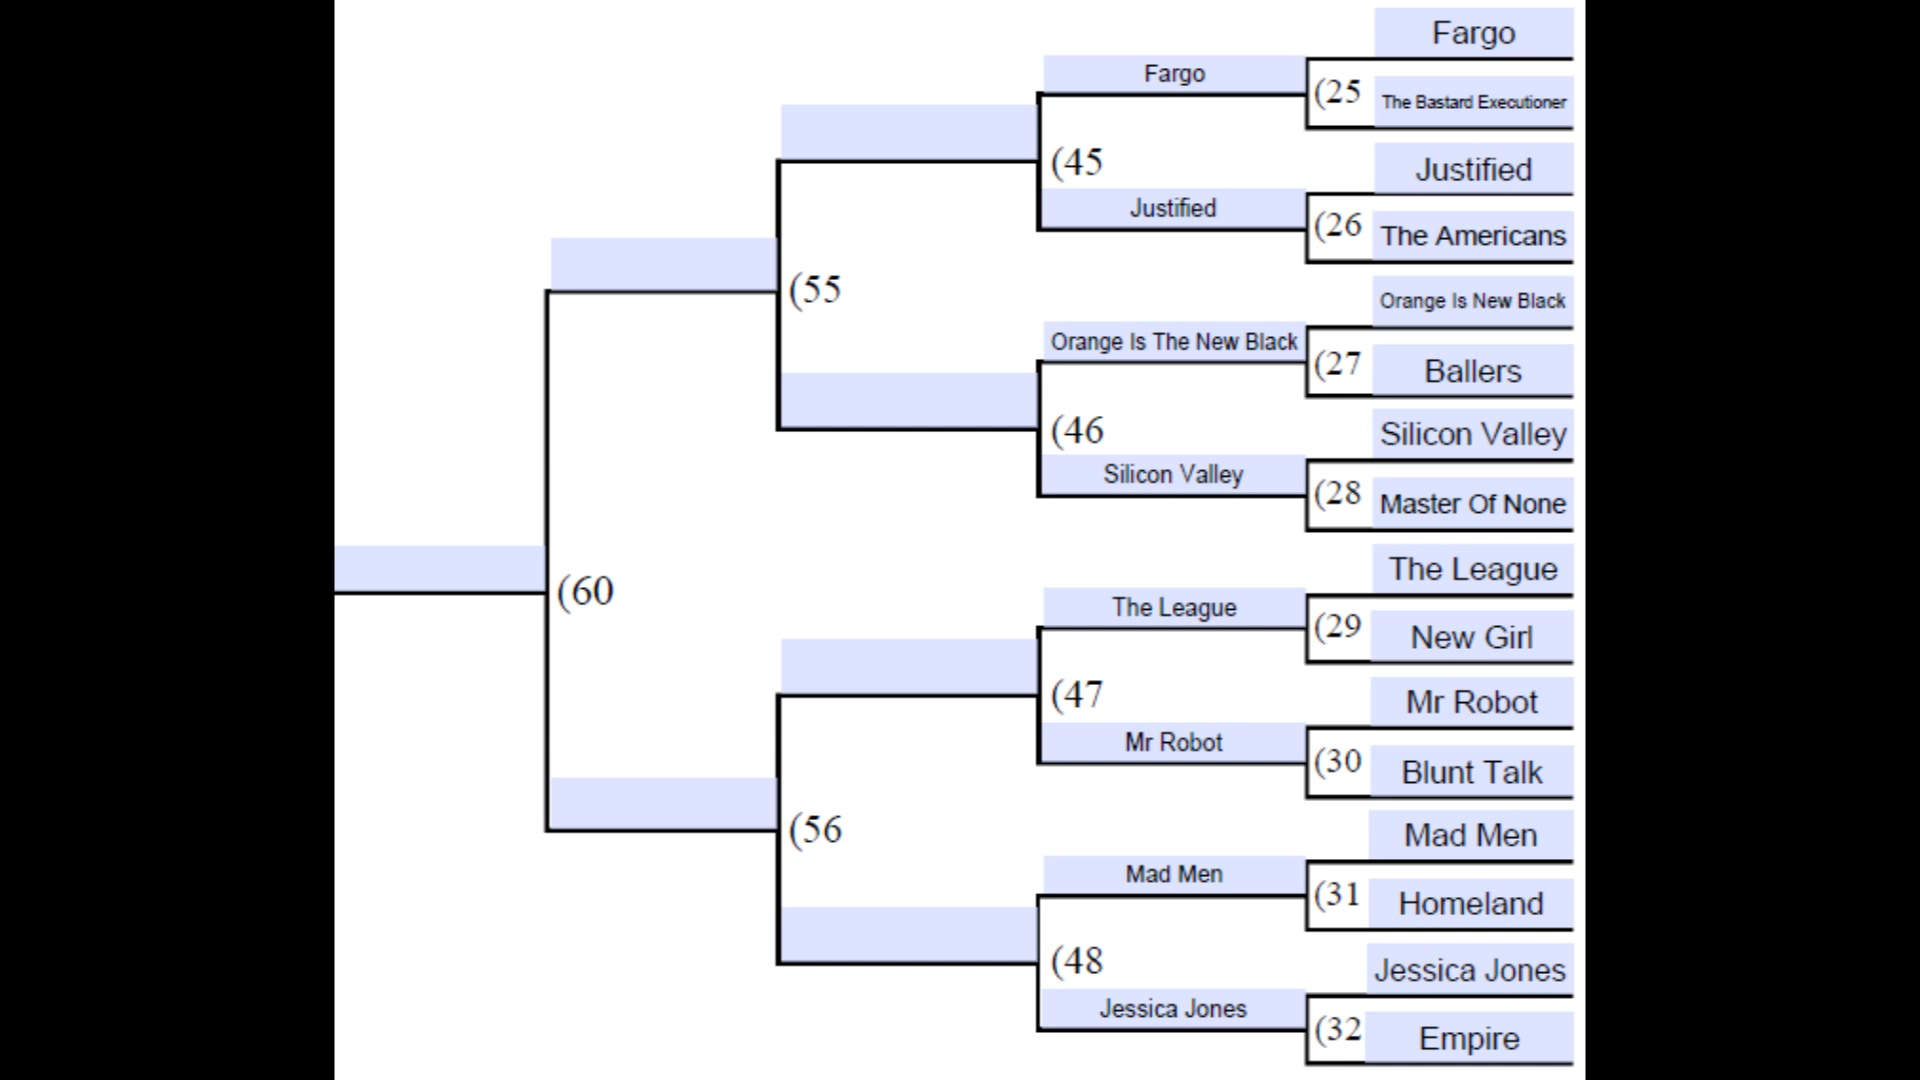 Fargo
Fargo
(25
The Bastard Executioner
(45
Justified
Justified
(26
The Americans
(55
Orange Is New Black
Orange Is The New Black
(27
Ballers
(46
Silicon Valley
Silicon Valley
(28
Master Of None
(60
The League
The League
(29
New Girl
(47
Mr Robot
Mr Robot
(30
Blunt Talk
(56
Mad Men
Mad Men
(31
Homeland
(48
Jessica Jones
Jessica Jones
(32
Empire